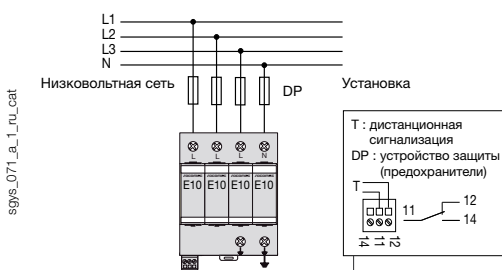 L1
L2
L3
N
Низковольтная сеть
DP
Установка
sgys_071_a_1_ru_cat
L L L N
E10 E10 E10 E10
T : дистанционная
сигнализация
DP : устройство защиты
(предохранители)
T
11
12
14
14 11 12